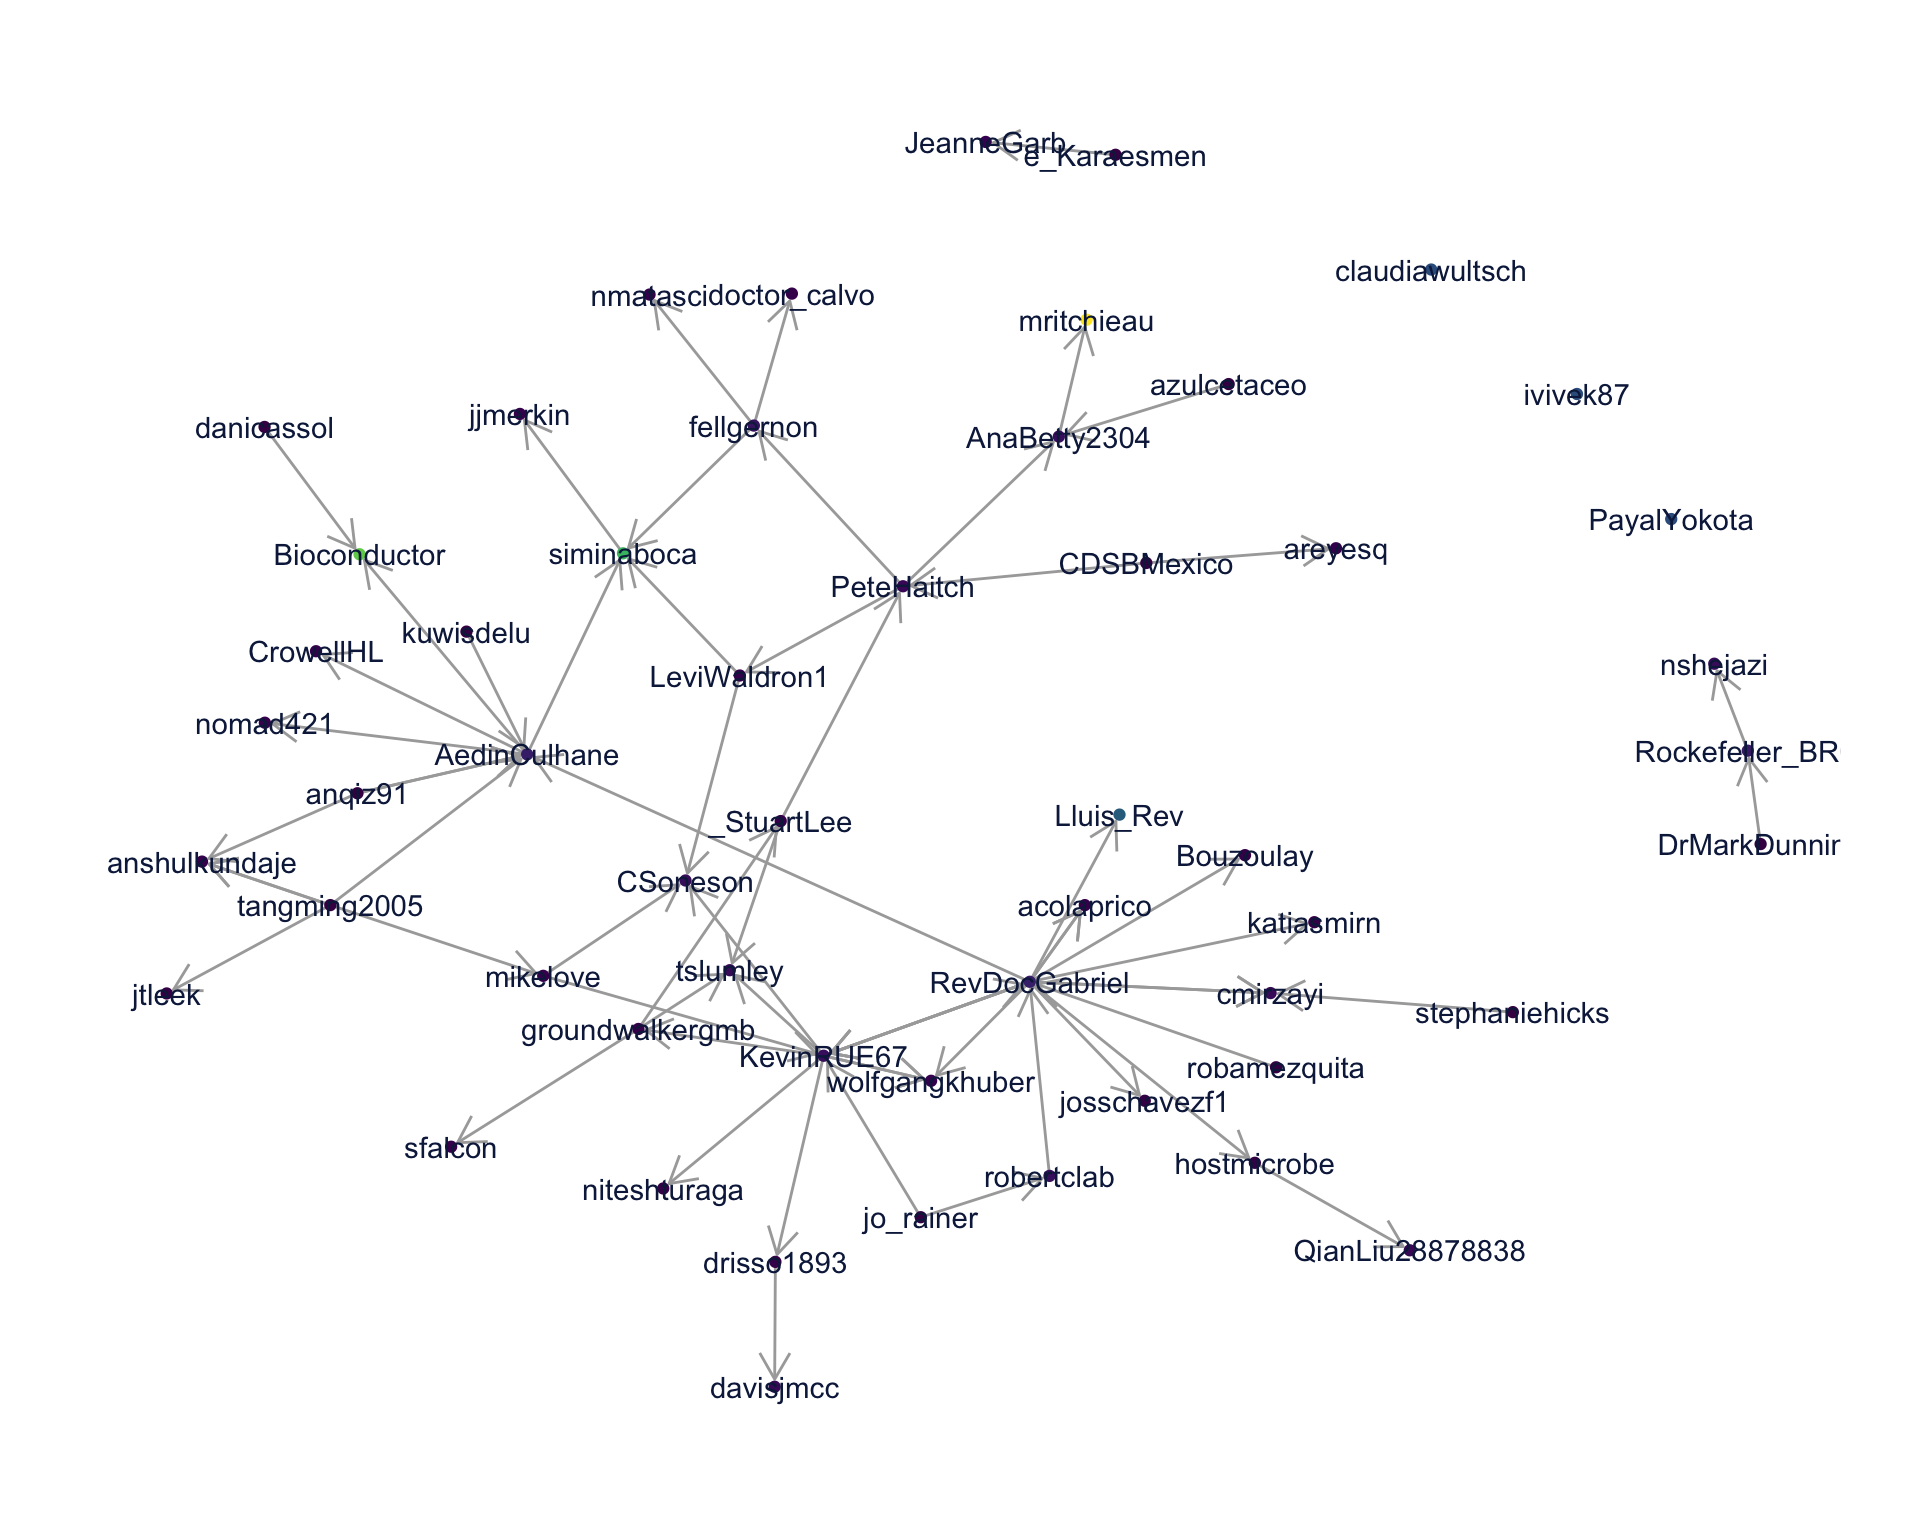 JeanneGarb
e_Karaesmen
claudiawultsch
nmatasci
doctor_calvo
mritchieau
azulcetaceo
ivivek87
danicassol
jjmerkin
fellgernon
AnaBetty2304
PayalYokota
Bioconductor
siminaboca
areyesq
CDSBMexico
PeteHaitch
kuwisdelu
CrowellHL
LeviWaldron1
nshejazi
nomad421
AedinCulhane
Rockefeller_BR
anqiz91
_StuartLee
Lluis_Rev
DrMarkDunnir
Bouzoulay
anshulkundaje
CSoneson
tangming2005
acolaprico
katiasmirn
mikelove
tslumley
RevDocGabriel
jtleek
cmirzayi
stephaniehicks
groundwalkergmb
KevinRUE67
wolfgangkhuber
robamezquita
josschavezf1
sfalcon
hostmicrobe
niteshturaga
robertclab
jo_rainer
drisso1893
QianLiu28878838
davisjmcc